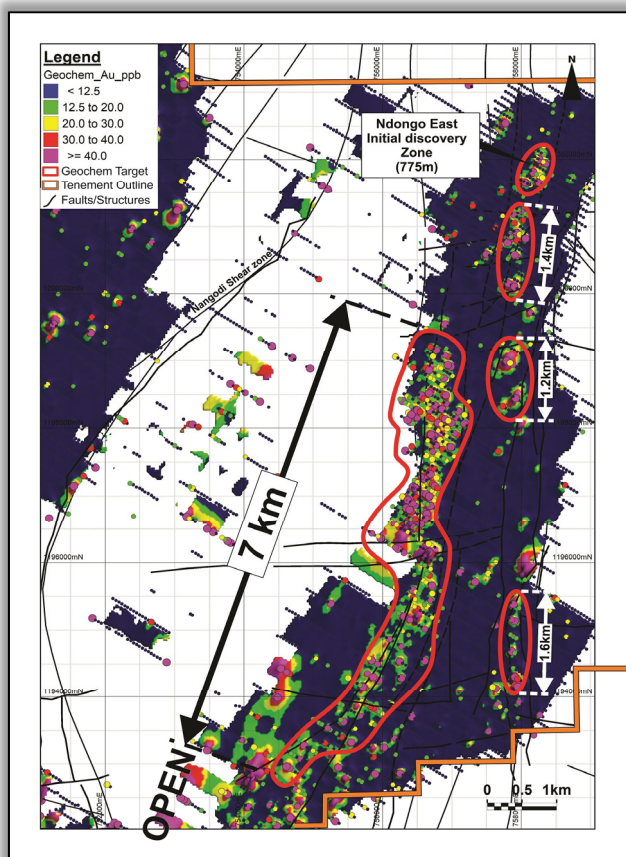 Legend
Geochem_Au_ppb
< 12.5
12.5 to 20.0
20.0 to 30.0
30.0 to 40.0
>= 40.0
Geochem Target
Tenement Outline
Faults/Structures
N
Ndongo East
Initial discovery
Zone
(775m)
1.4km
Nangodi Shear zone
1.2km
7 km
1196000mN
1.6km
1194000mN
OPEN
0 0.5 1km